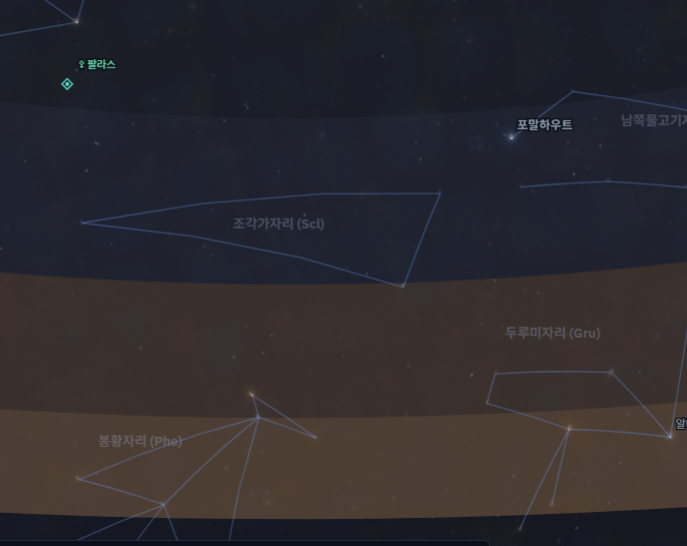 ♀ 팔라스
포말하우트
남쪽물고기
조각가자리 (Scl)
두루미자리 (Gru)
알
봉황자리 (Phe)